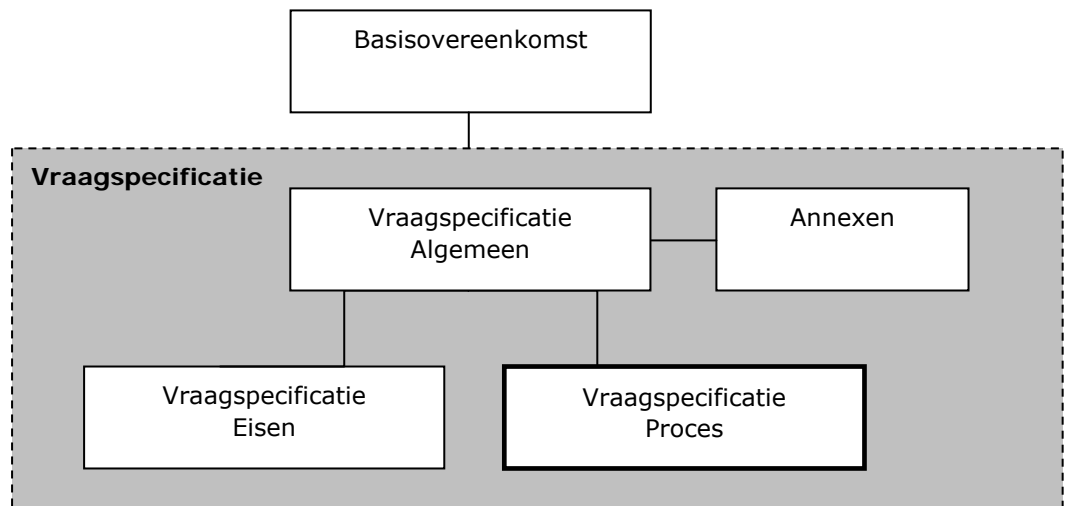 Basisovereenkomst
Vraagspecificatie
Vraagspecificatie
Algemeen
Annexen
Vraagspecificatie
Eisen
Vraagspecificatie
Proces